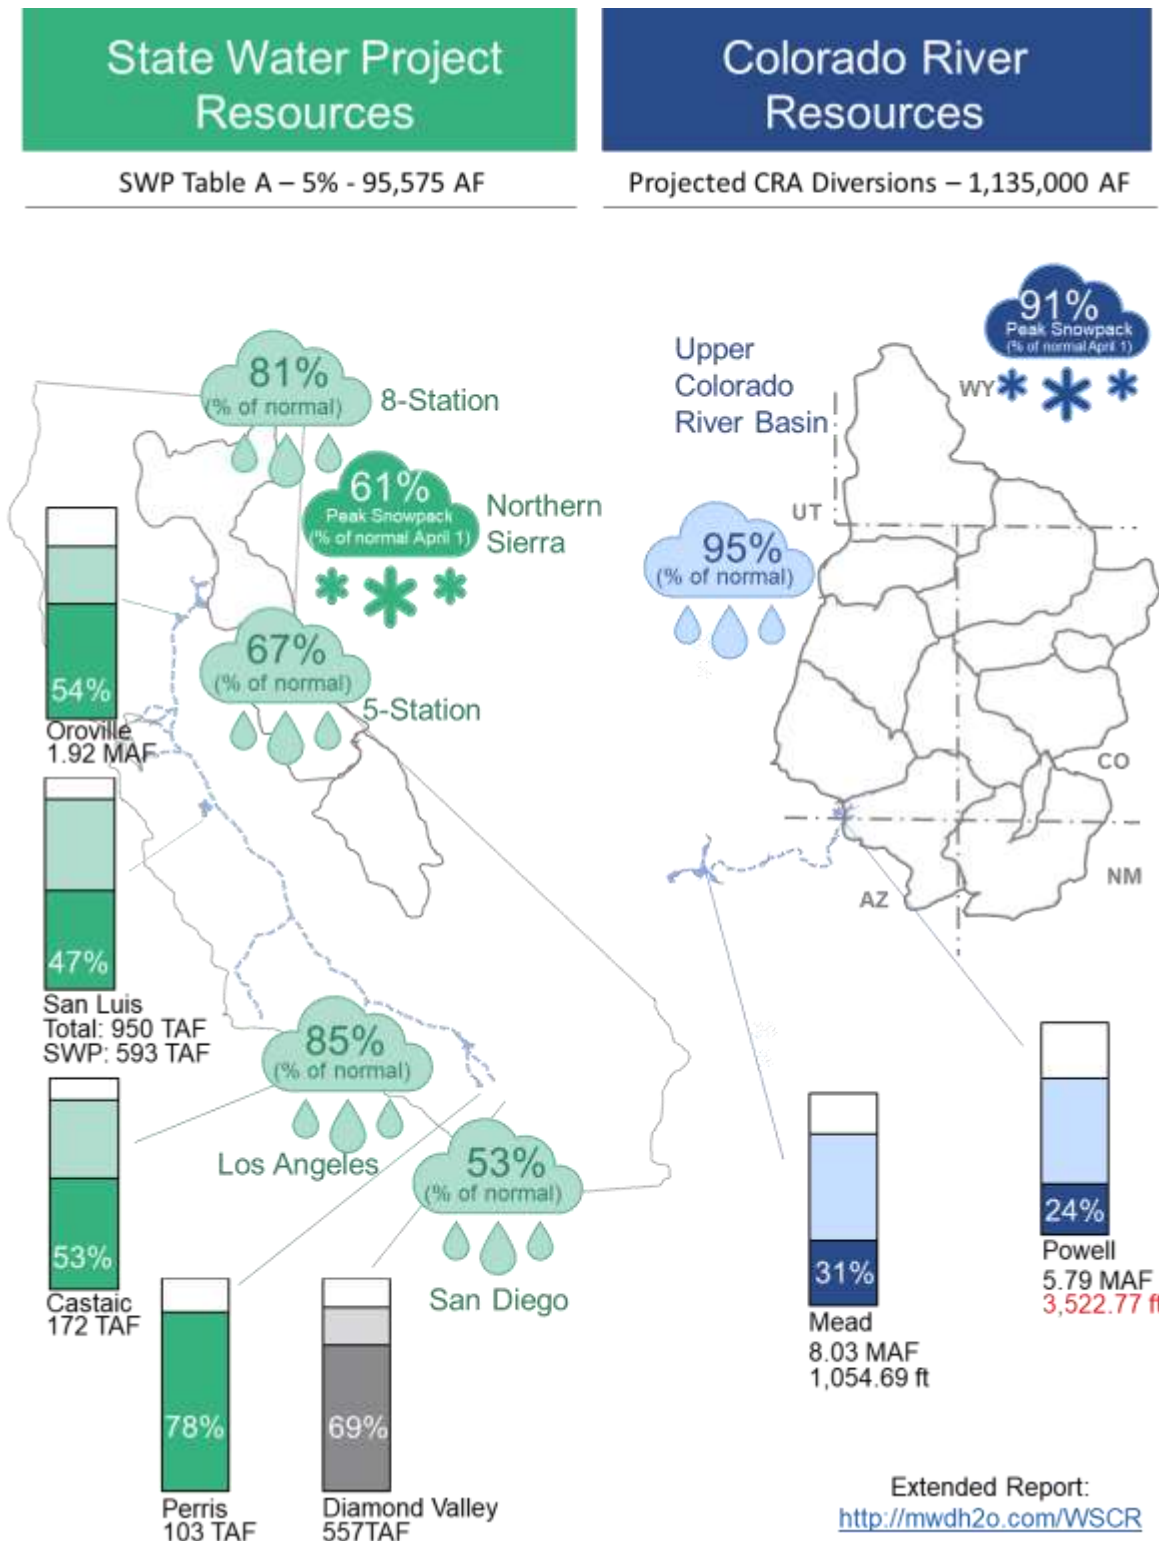 State Water Project
Resources
SWP Table A – 5% - 95,575 AF
81%
(% of normal)
8-Station
61%
Peak Snowpack
(% of normal April 1)
Northern
Sierra
67%
(% of normal)
5-Station
54%
Oroville
1.92 MAF
47%
San Luis
Total: 950 TAF
SWP: 593 TAF
85%
(% of normal)
Los Angeles
53%
Castaic
172 TAF
53%
(% of normal)
San Diego
78%
Perris
103 TAF
69%
Diamond Valley
557TAF
Colorado River
Resources
Projected CRA Diversions – 1,135,000 AF
91%
Peak Snowpack
(% of normal April 1)
Upper
Colorado
River Basin
WY
UT
95%
(% of normal)
CO
NM
AZ
31%
Mead
8.03 MAF
1,054.69 ft
24%
Powell
5.79 MAF
3,522.77 ft
Extended Report:
http://mwdh2o.com/WSCR